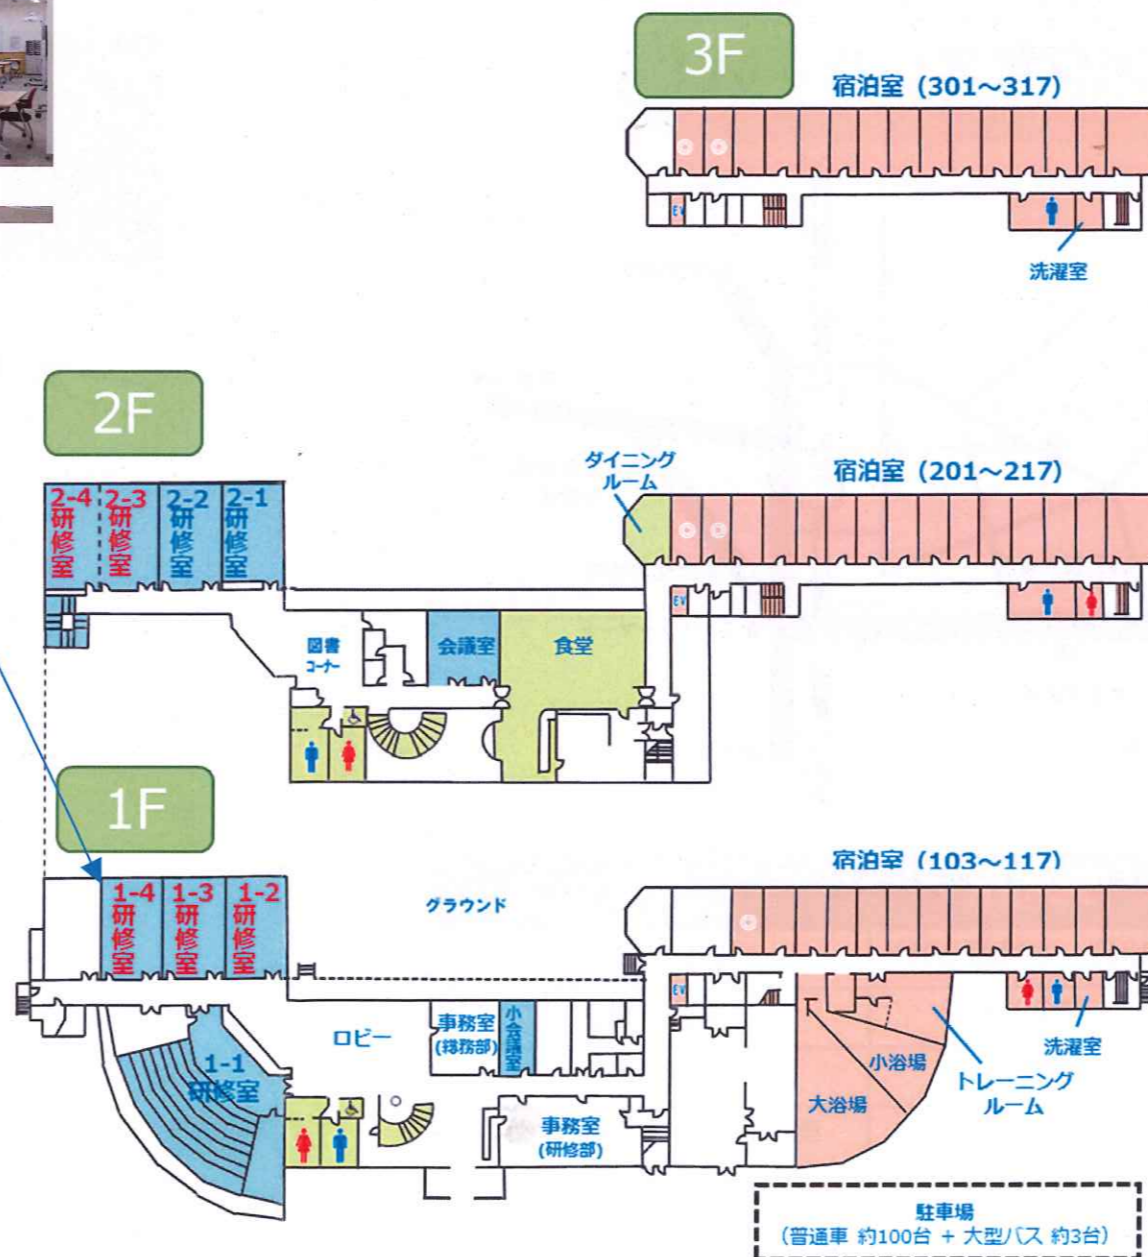 3F
宿泊室 (301～317)
EV
洗濯室
2F
2-4
研修室
2-3
研修室
2-2
研修室
2-1
研修室
ダイニング
ルーム
宿泊室 (201～217)
EV
図書
コーナー
会議室
食堂
1F
宿泊室 (103～117)
1-4
研修室
1-3
研修室
1-2
研修室
グラウンド
EV
ロビー
事務室
(総務部)
小会議室
1-1
研修室
事務室
(研修部)
大浴場
小浴場
トレーニング
ルーム
洗濯室
駐車場
(普通車 約100台 + 大型バス 約3台)